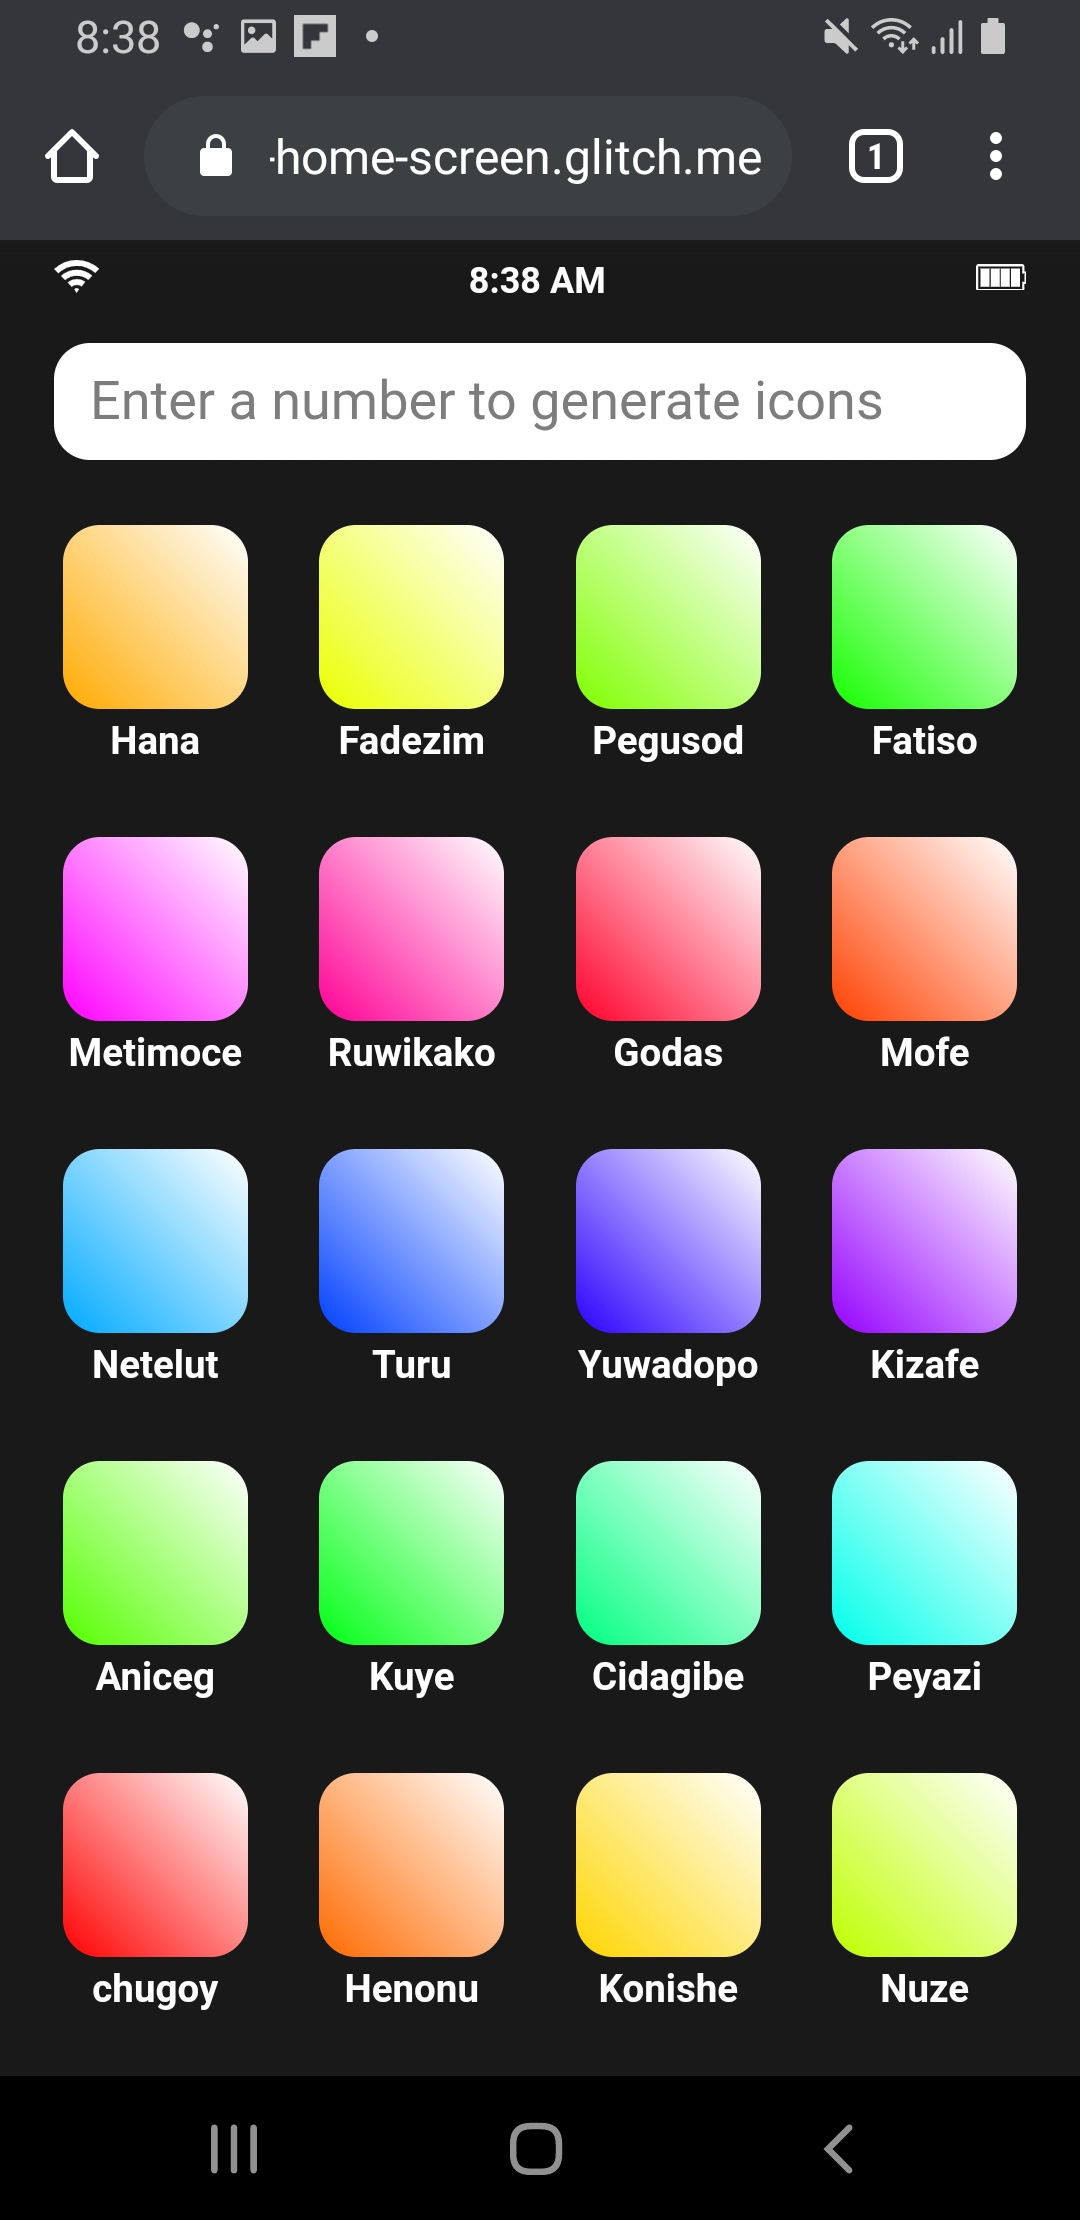 8:38
-home-screen.glitch.me
1
8:38 AM
Enter a number to generate icons
Hana Fadezim Pegusod Fatiso
Metimoce Ruwikako Godas Mofe
Netelut Turu Yuwadopo Kizafe
Aniceg Kuye Cidagibe Peyazi
chugoy Henonu Konishe Nuze